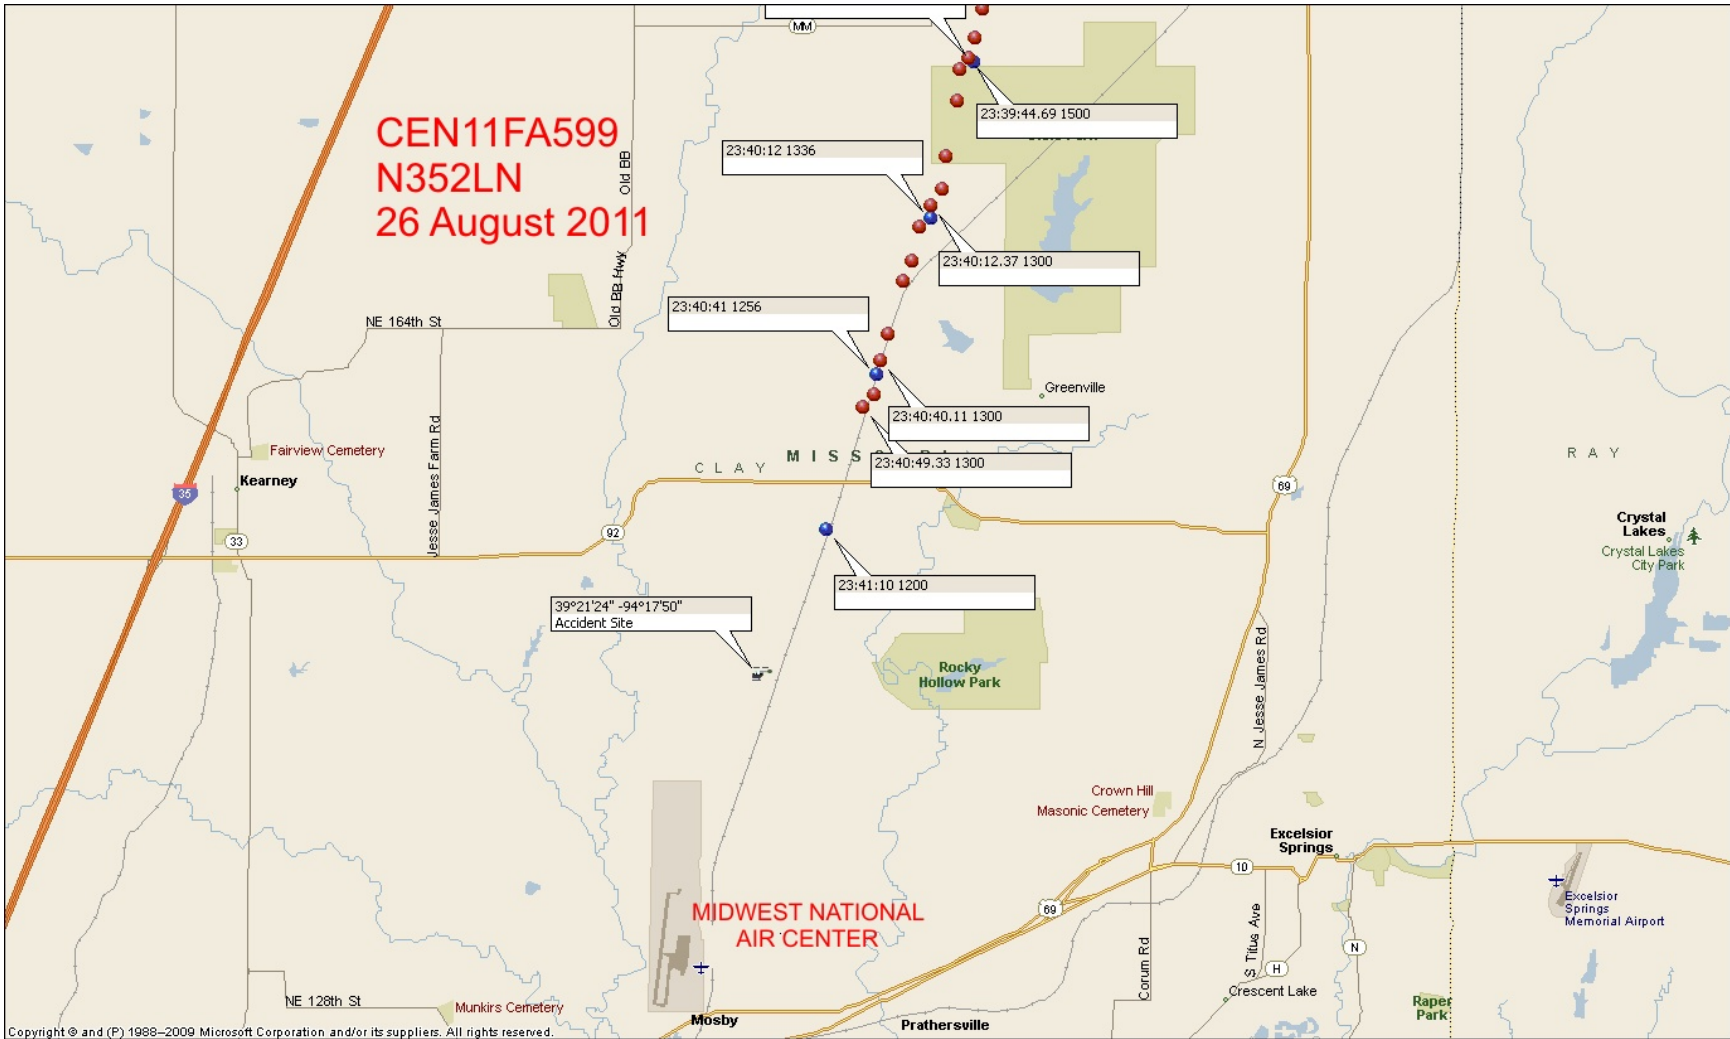 MM
CEN11FA599
N352LN
26 August 2011
Old BB
Old BB Hwy
23:39:44.69 1500
23:40:12 1336
23:40:12.37 1300
23:40:41 1256
NE 164th St
Greenville
23:40:40.11 1300
Jesse James Farm Rd
Fairview Cemetery
CLAY
23:40:49.33 1300
RAY
Kearney
35
69
92
33
Crystal
Lakes
Crystal Lakes
City Park
23:41:10 1200
39°21'24" -94°17'50"
Accident Site
Rocky
Hollow Park
N Jesse James Rd
Crown Hill
Masonic Cemetery
Excelsior
Springs
10
69
MIDWEST NATIONAL
AIR CENTER
Excelsior
Springs
Memorial Airport
Corum Rd
S Titus Ave
N
H
Crescent Lake
NE 128th St
Munkirs Cemetery
Mosby
Prathersville
Raper
Park
Copyright © and (P) 1988–2009 Microsoft Corporation and/or its suppliers. All rights reserved.